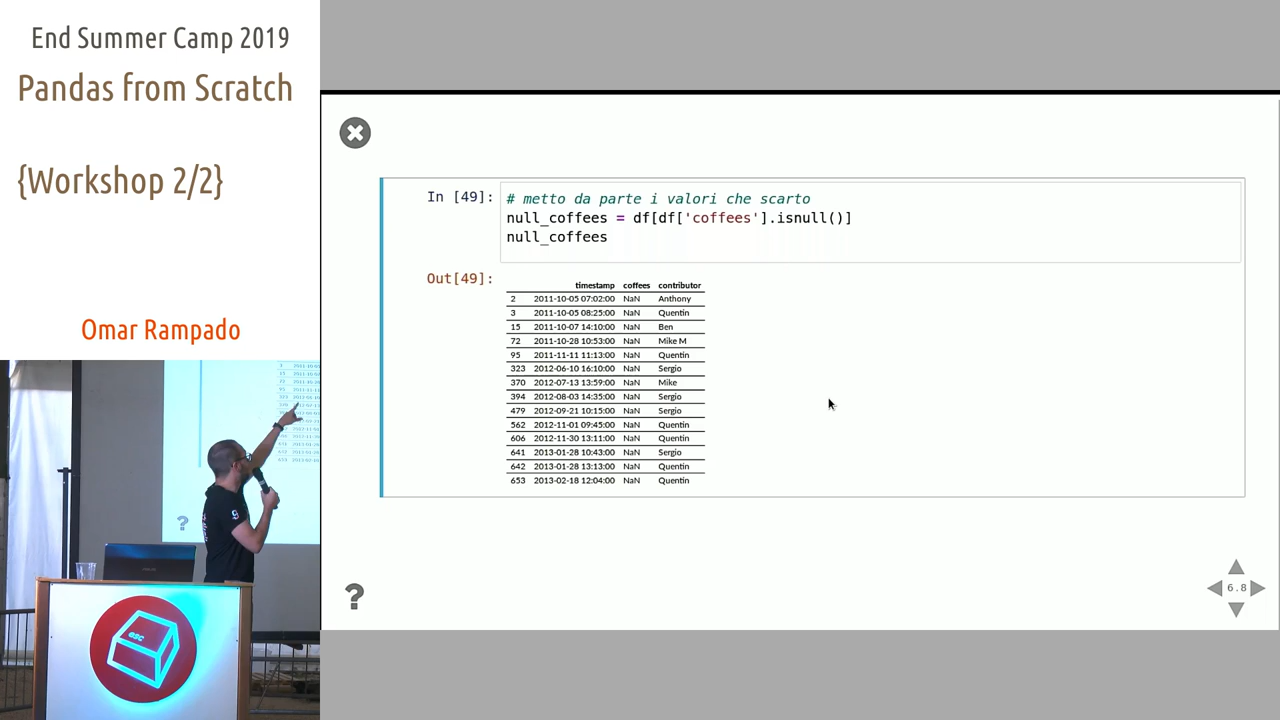 End Summer Camp 2019
Pandas from Scratch
{Workshop 2/2}
Omar Rampado
In [49]:
# metto da parte i valori che scarto
null_coffees = df[df['coffees'].isnull()]
null_coffees
Out[49]:
timestamp coffees contributor
2 2011-10-05 07:02:00 NaN Anthony
3 2011-10-05 08:25:00 NaN Quentin
15 2011-10-07 14:10:00 NaN Ben
72 2011-10-28 10:53:00 NaN Mike M
95 2011-11-11 11:13:00 NaN Quentin
323 2012-06-10 16:10:00 NaN Sergio
370 2012-07-13 13:59:00 NaN Mike
394 2012-08-03 14:35:00 NaN Sergio
479 2012-09-21 10:15:00 NaN Sergio
562 2012-11-01 09:45:00 NaN Quentin
606 2012-11-30 13:11:00 NaN Quentin
641 2013-01-28 10:43:00 NaN Sergio
642 2013-01-28 13:13:00 NaN Quentin
653 2013-02-18 12:04:00 NaN Quentin
?
6.8
?
esc